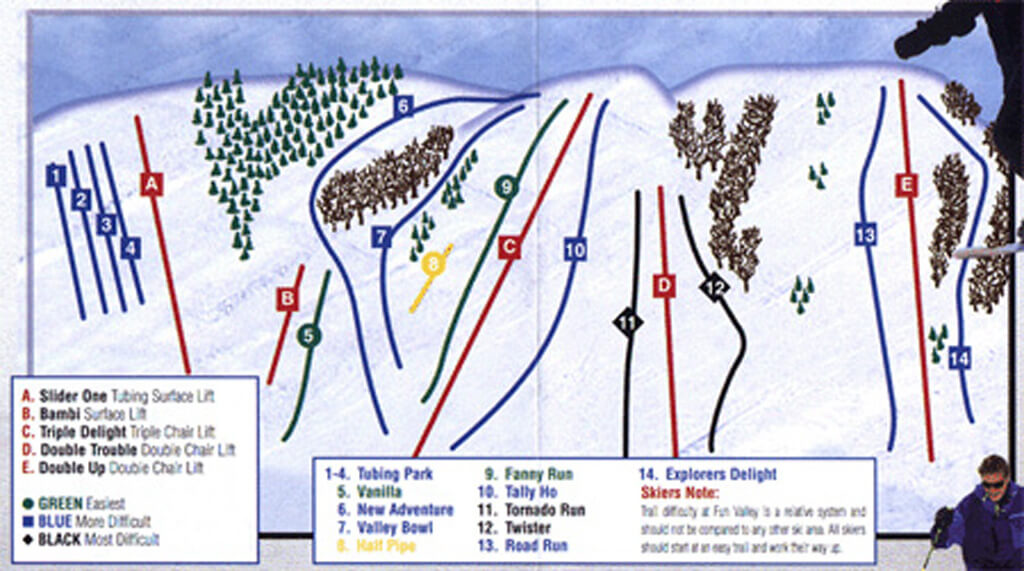 6
1
2
A
3
4
9
E
13
7
C
10
8
D
12
B
11
5
14
A. Slider One Tubing Surface Lift
B. Bambi Surface Lift
C. Triple Delight Triple Chair Lift
D. Double Trouble Double Chair Lift
E. Double Up Double Chair Lift
GREEN Easiest
BLUE More Difficult
BLACK Most Difficult
1-4. Tubing Park
5. Vanilla
6. New Adventure
7. Valley Bowl
8. Half Pipe
9. Fanny Run
10. Tally Ho
11. Tornado Run
12. Twister
13. Road Run
14. Explorers Delight
Skiers Note:
Trail difficulty at Fun Valley is a relative system and
should not be compared to any other ski area. All skiers
should start at an easy trail and work their way up.